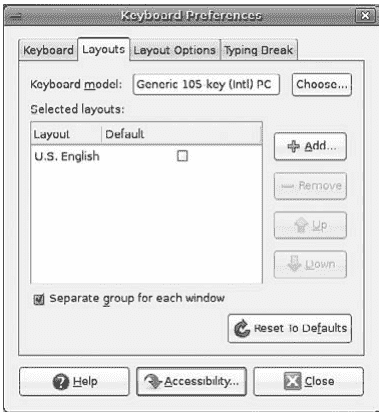 Keyboard Preferences
Keyboard Layouts Layout Options Typing Break
Keyboard model: Generic 105-key (Intl) PC Choose...
Selected layouts:
Layout Default
U.S. English
Add...
Remove
Up
Down
Separate group for each window
Reset To Defaults
Help Accessibility... Close